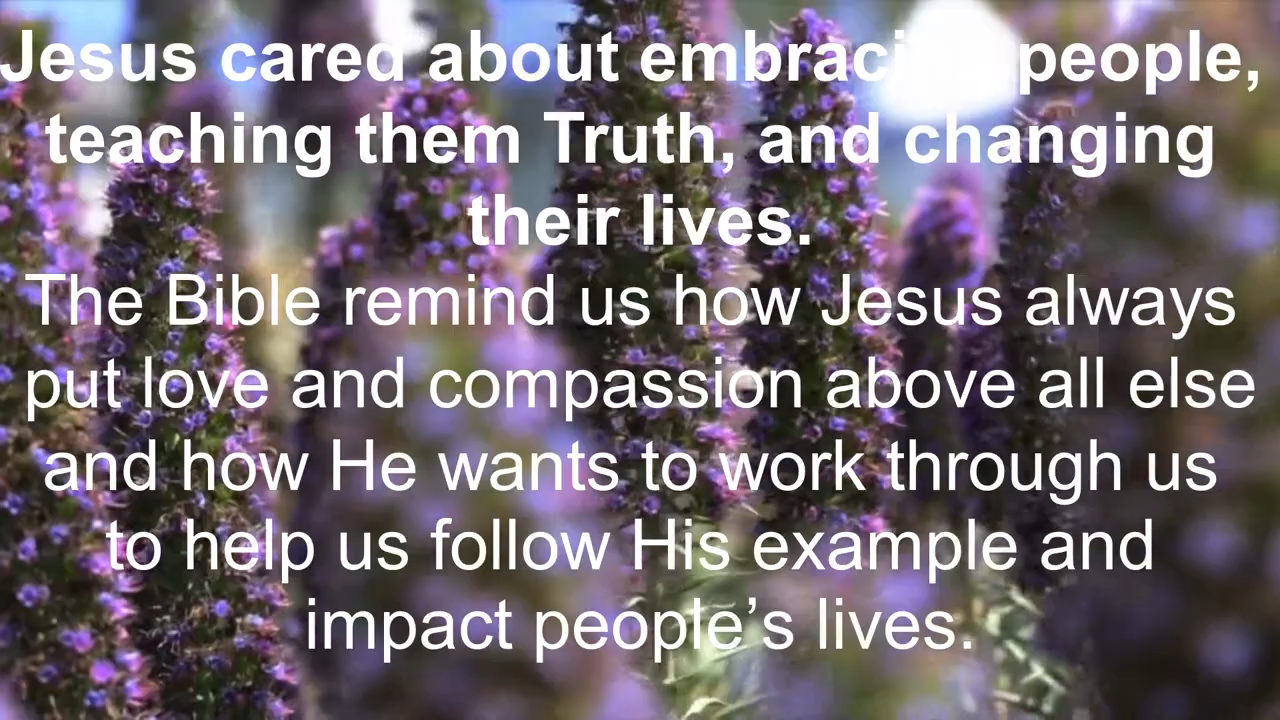 Jesus cared about embracing people,
teaching them Truth, and changing
their lives.
The Bible remind us how Jesus always
put love and compassion above all else
and how He wants to work through us
to help us follow His example and
impact people’s lives.